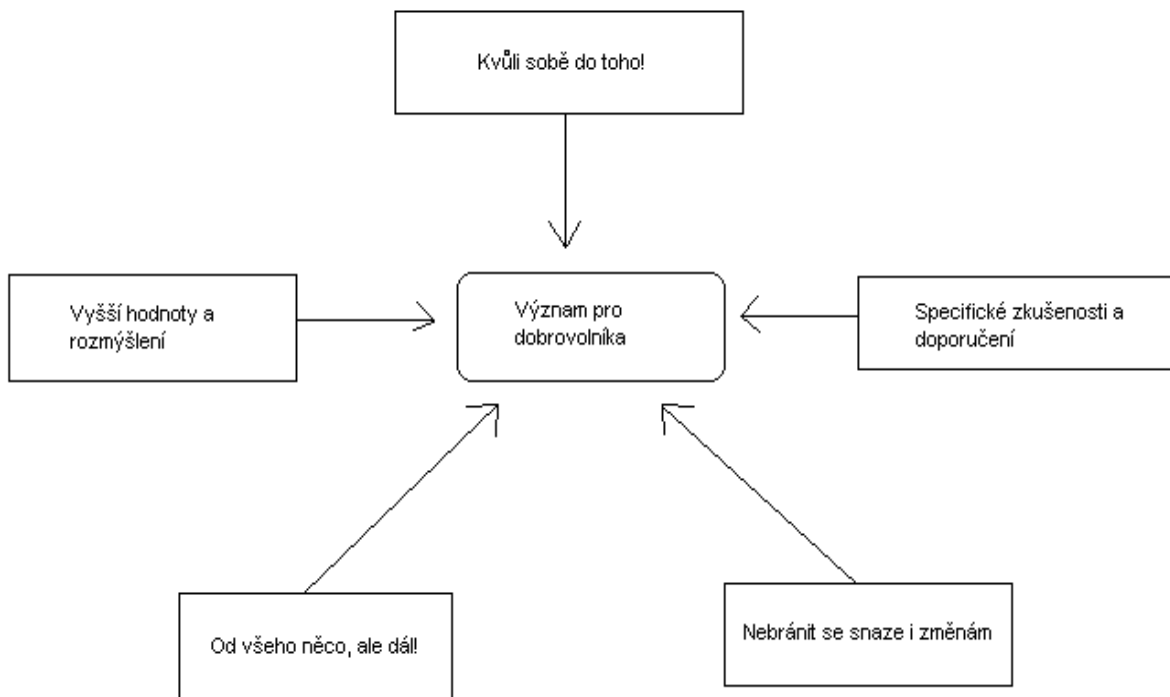 Kvůli sobě do toho!
Vyšší hodnoty a
rozmýšlení
Význam pro
dobrovolníka
Specifické zkušenosti a
doporučení
Od všeho něco, ale dál!
Nebránit se snaze i změnám